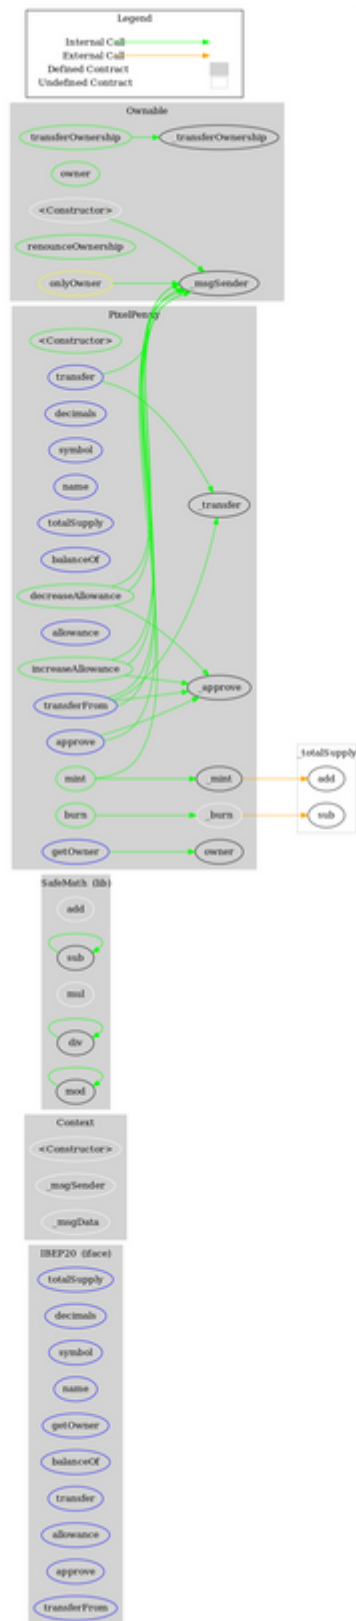 Legend
Internal Call
External Call
Defined Contract
Undefined Contract
Ownable
transferOwnership
_transferOwnership
owner
<Constructor>
renounceOwnership
onlyOwner
_msgSender
PixelPenny
<Constructor>
transfer
decimals
symbol
name
_transfer
totalSupply
balanceOf
decreaseAllowance
allowance
increaseAllowance
_approve
transferFrom
approve
_totalSupply
mint
_mint
add
burn
_burn
sub
getOwner
owner
SafeMath (lib)
add
sub
mul
div
mod
Context
<Constructor>
_msgSender
_msgData
IBEP20 (iface)
totalSupply
decimals
symbol
name
getOwner
balanceOf
transfer
allowance
approve
transferFrom